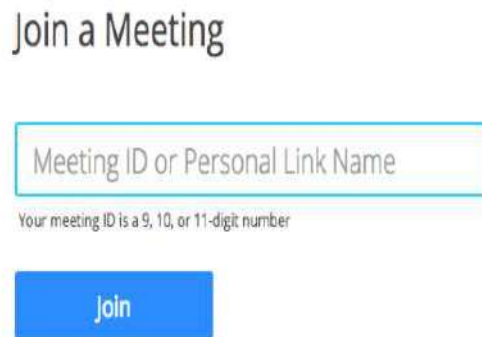 Join a Meeting
Meeting ID or Personal Link Name
Your meeting ID is a 9, 10, or 11-digit number
Join